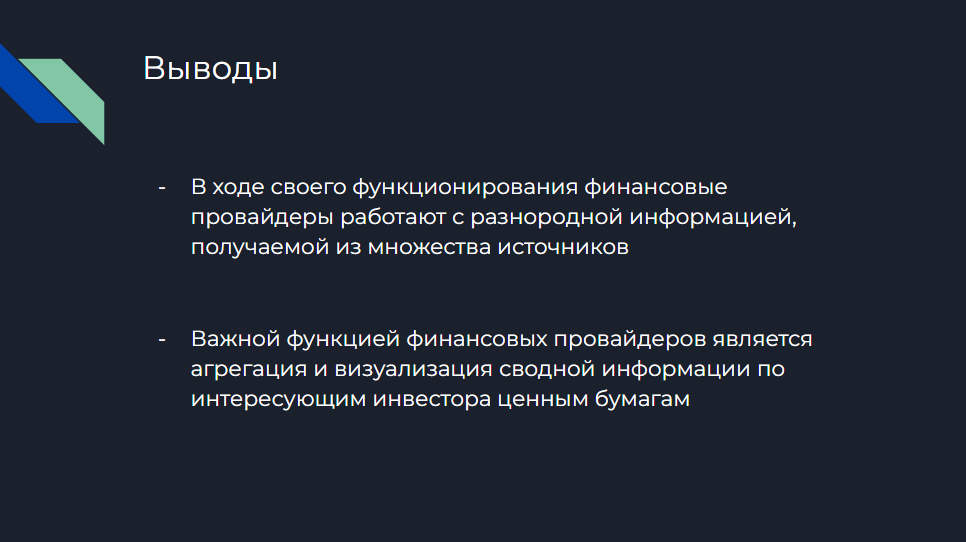 Выводы
- В ходе своего функционирования финансовые
провайдеры работают с разнородной информацией,
получаемой из множества источников
- Важной функцией финансовых провайдеров является
агрегация и визуализация сводной информации по
интересующим инвестора ценным бумагам